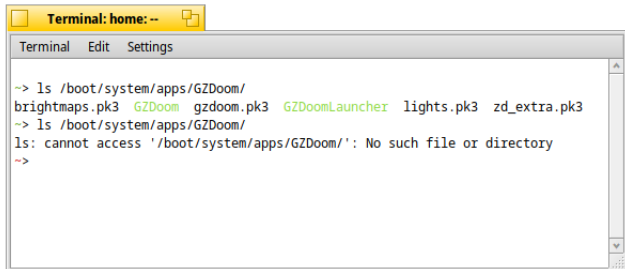 Terminal: home: --
Terminal Edit Settings
~> ls /boot/system/apps/GZDoom/
brightmaps.pk3 GZDoom gzdoom.pk3 GZDoomLauncher lights.pk3 zd_extra.pk3
~> ls /boot/system/apps/GZDoom/
ls: cannot access '/boot/system/apps/GZDoom/': No such file or directory
~>